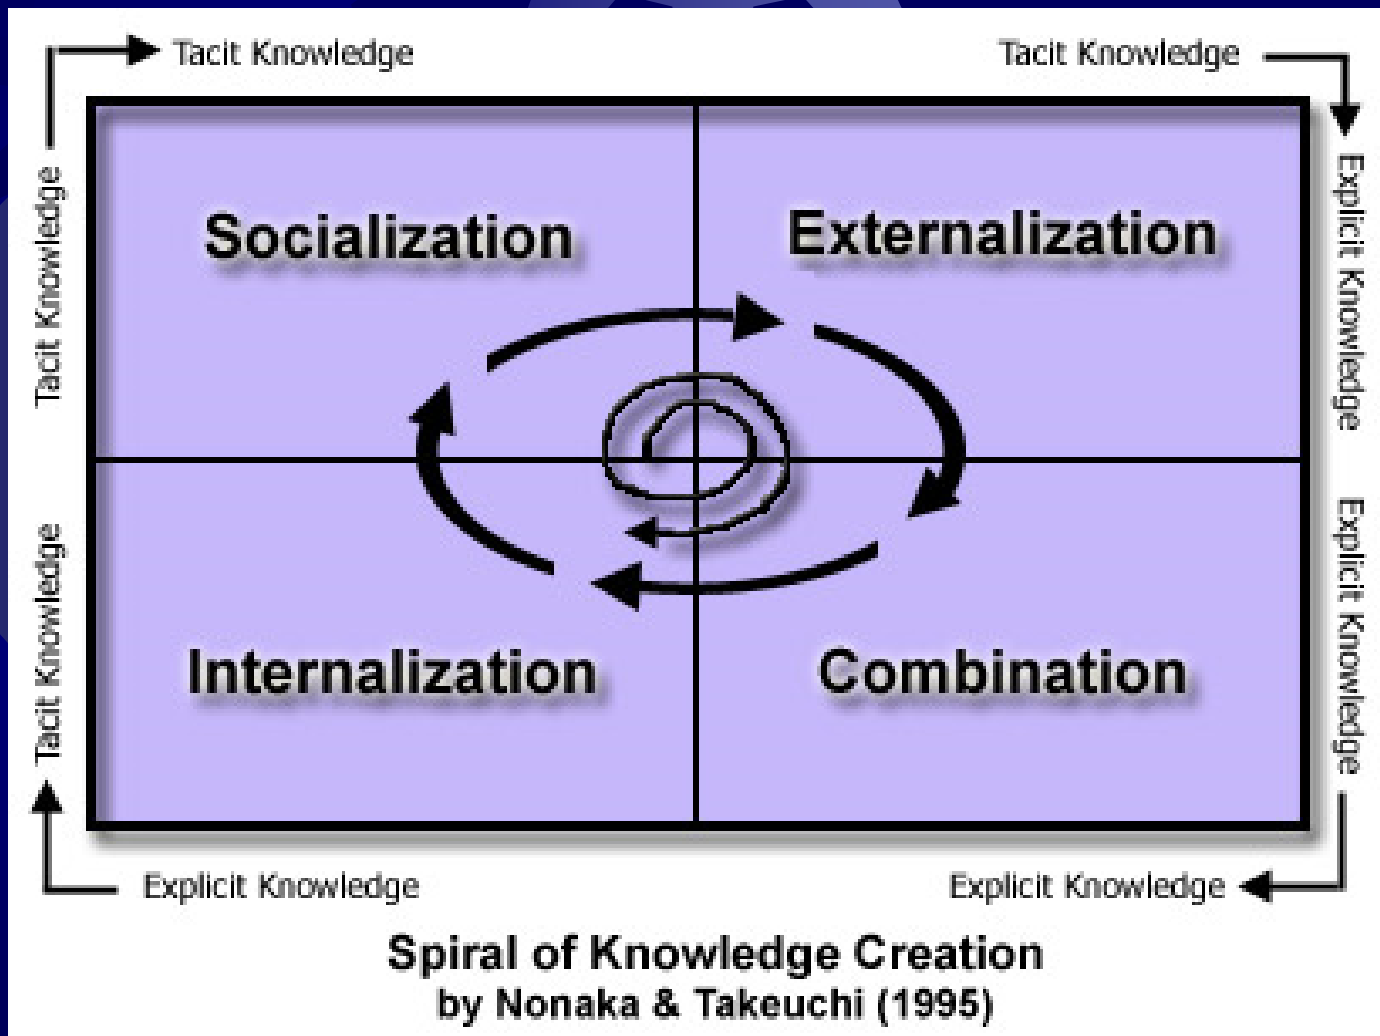 Tacit Knowledge
Tacit Knowledge
Tacit Knowledge
Explicit Knowledge
Socialization
Externalization
Tacit Knowledge
Explicit Knowledge
Internalization
Combination
Explicit Knowledge
Explicit Knowledge
Spiral of Knowledge Creation
by Nonaka & Takeuchi (1995)